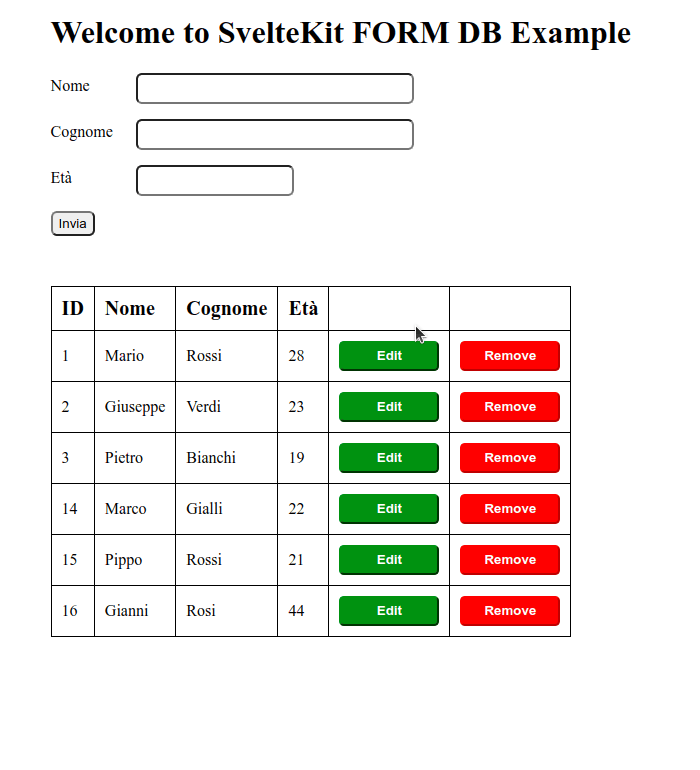 Welcome to SvelteKit FORM DB Example
Nome
Cognome
Età
Invia
ID Nome Cognome Età
1 Mario Rossi 28 Edit Remove
2 Giuseppe Verdi 23 Edit Remove
3 Pietro Bianchi 19 Edit Remove
14 Marco Gialli 22 Edit Remove
15 Pippo Rossi 21 Edit Remove
16 Gianni Rosi 44 Edit Remove